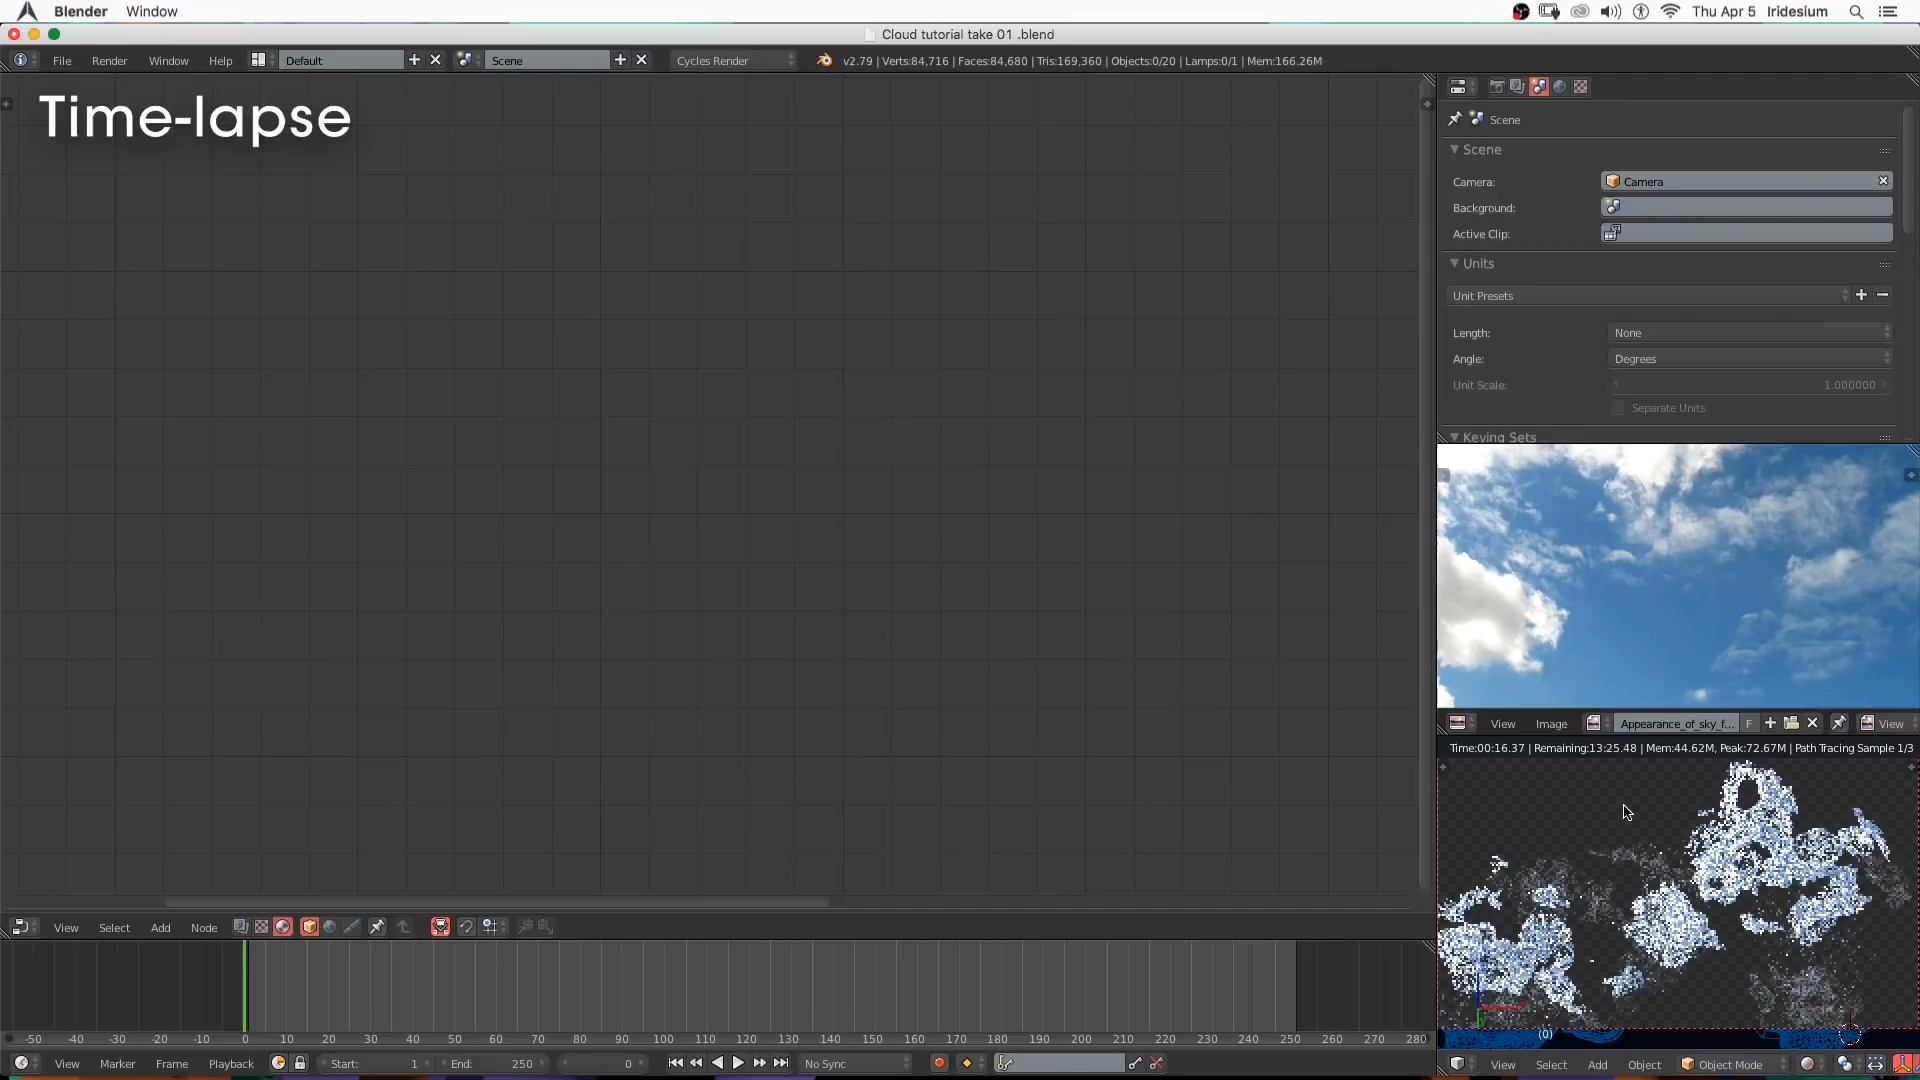 Blender Window
Thu Apr 5 Iridesium
Cloud tutorial take 01 .blend
File Render Window Help Default Scene Cycles Render v2.79 | Verts:84,716 | Faces:84,680 | Tris:169,360 | Objects:0/20 | Lamps:0/1 | Mem:166.26M
Time-lapse
Scene
Scene
Camera: Camera
Background:
Active Clip:
Units
Unit Presets
Length: None
Angle: Degrees
Unit Scale: 1.000000
Separate Units
Keying Sets
View Image Appearance_of_sky_f... F View
Time:00:16.37 | Remaining:13:25.48 | Mem:44.62M, Peak:72.67M | Path Tracing Sample 1/3
(0)
View Select Add Object Object Mode
View Select Add Node
-50 -40 -30 -20 -10 0 10 20 30 40 50 60 70 80 90 100 110 120 130 140 150 160 170 180 190 200 210 220 230 240 250 260 270 280
View Marker Frame Playback Start: 1 End: 250 0 No Sync